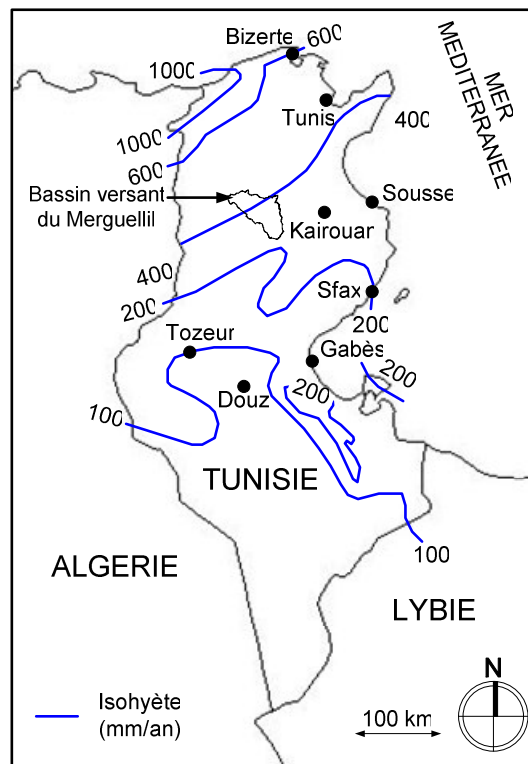 Bizerte
600
1000
MER
MEDITERRANEE
Tunis
400
1000
600
Bassin versant
du Merguellil
Sousse
Kairouar
400
200
Sfax
200
Tozeur
Gabès
200
200
Douz
100
TUNISIE
100
ALGERIE
LYBIE
N
Isohyète
(mm/an)
100 km